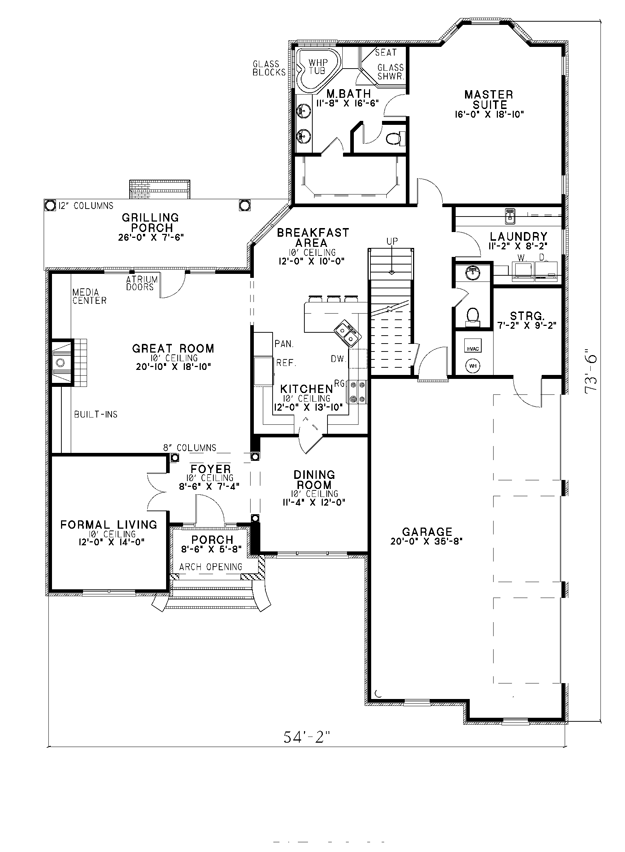 SEAT
GLASS
BLOCKS
WHP
TUB
GLASS
SHWR.
M.BATH
11'-8" X 16'-6"
MASTER
SUITE
16'-0" X 18'-10"
12" COLUMNS
GRILLING
PORCH
26'-0" X 7'-6"
BREAKFAST
AREA
10' CEILING
12'-0" X 10'-0"
UP
LAUNDRY
11'-2" X 8'-2"
W
D
ATRIUM
DOORS
MEDIA
CENTER
STRG.
7'-2" X 9'-2"
GREAT ROOM
10' CEILING
20'-10" X 18'-10"
PAN.
REF.
DW.
HVAC
WH
RG
KITCHEN
10' CEILING
12'-0" X 13'-10"
73'-6"
BUILT-INS
8" COLUMNS
FOYER
10' CEILING
8'-6" X 7'-4"
DINING
ROOM
10' CEILING
11'-4" X 12'-0"
FORMAL LIVING
10' CEILING
12'-0" X 14'-0"
PORCH
8'-6" X 5'-8"
ARCH OPENING
GARAGE
20'-0" X 35'-8"
54'-2"